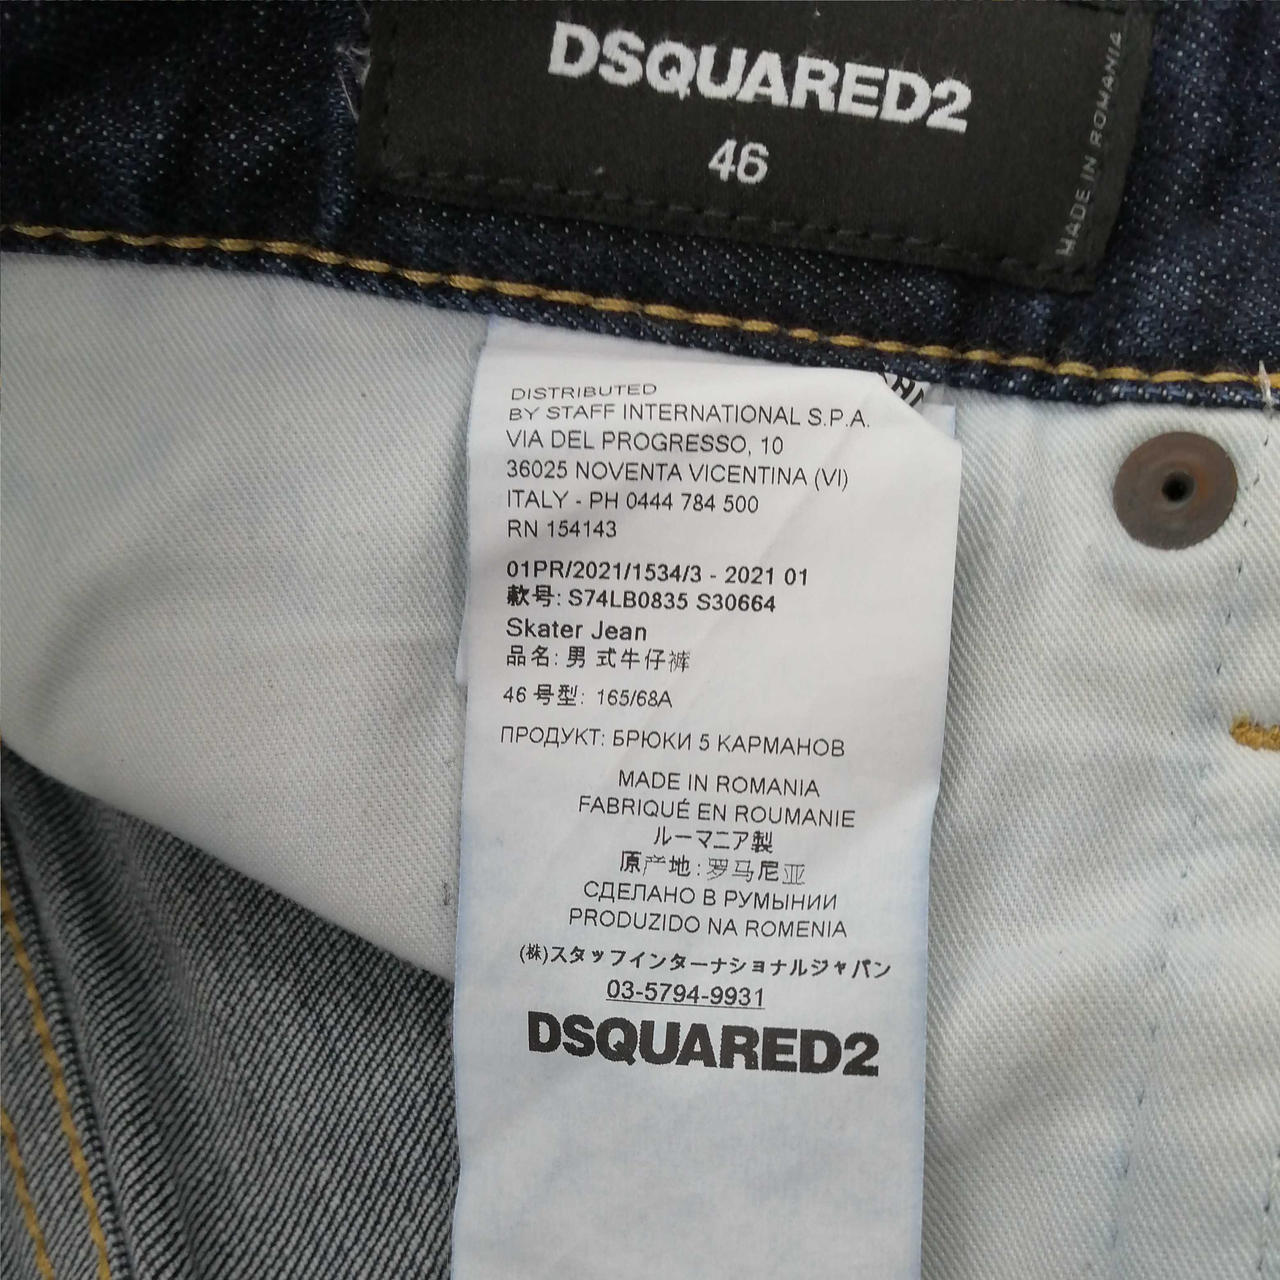 DSQUARED2
46
MADE IN ROMANIA
DISTRIBUTED
BY STAFF INTERNATIONAL S.P.A.
VIA DEL PROGRESSO, 10
36025 NOVENTA VICENTINA (VI)
ITALY - PH 0444 784 500
RN 154143
01PR/2021/1534/3 - 2021 01
款号: S74LB0835 S30664
Skater Jean
品名: 男 式牛仔裤
46 号型: 165/68A
ПРОДУКТ: БРЮКИ 5 КАРМАНОВ
MADE IN ROMANIA
FABRIQUÉ EN ROUMANIE
ルーマニア製
原产地: 罗马尼亚
СДЕЛАНО В РУМЫНИИ
PRODUZIDO NA ROMENIA
(株)スタッフインターナショナルジャパン
03-5794-9931
DSQUARED2